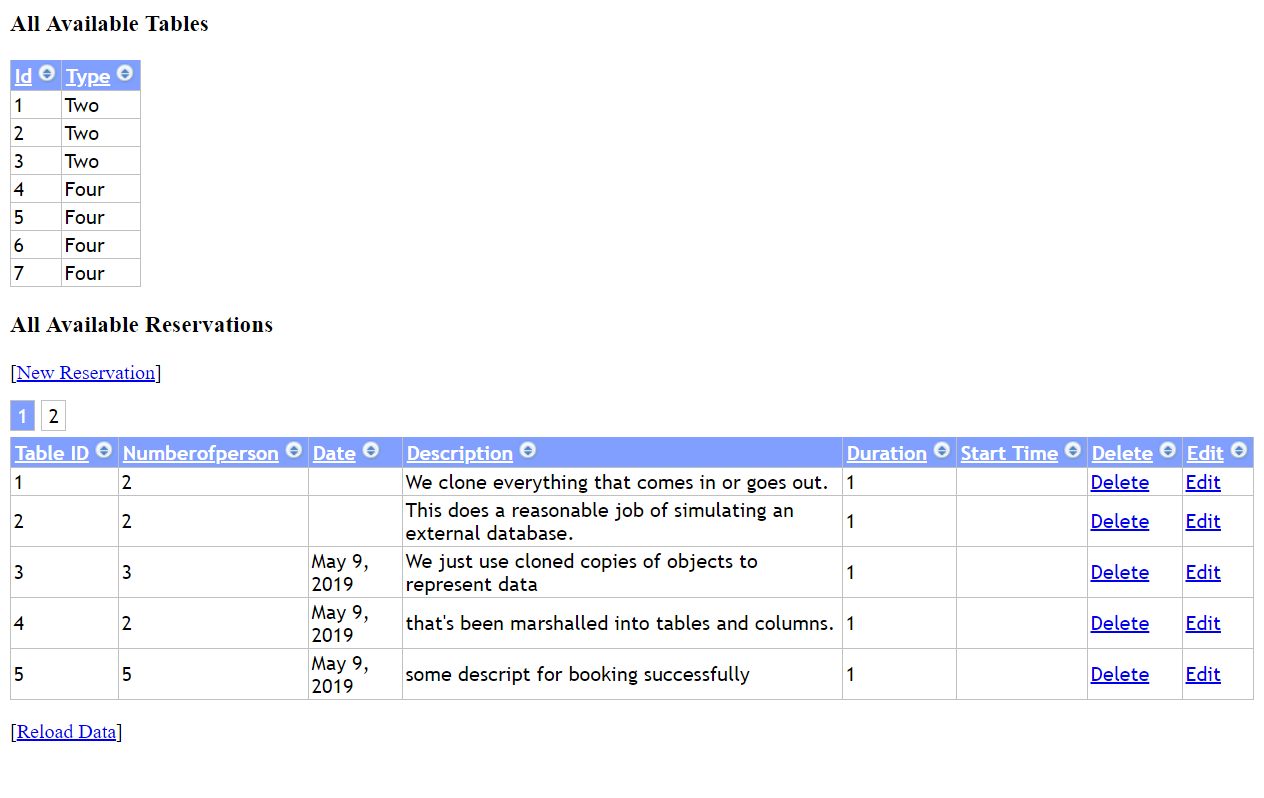 All Available Tables
Id Type
1 Two
2 Two
3 Two
4 Four
5 Four
6 Four
7 Four
All Available Reservations
[New Reservation]
1 2
Table ID Numberofperson Date Description Duration Start Time Delete Edit
1 2 We clone everything that comes in or goes out. 1 Delete Edit
2 2 This does a reasonable job of simulating an
external database. 1 Delete Edit
3 3 May 9,
2019 We just use cloned copies of objects to
represent data 1 Delete Edit
4 2 May 9,
2019 that's been marshalled into tables and columns. 1 Delete Edit
5 5 May 9,
2019 some descript for booking successfully 1 Delete Edit
[Reload Data]